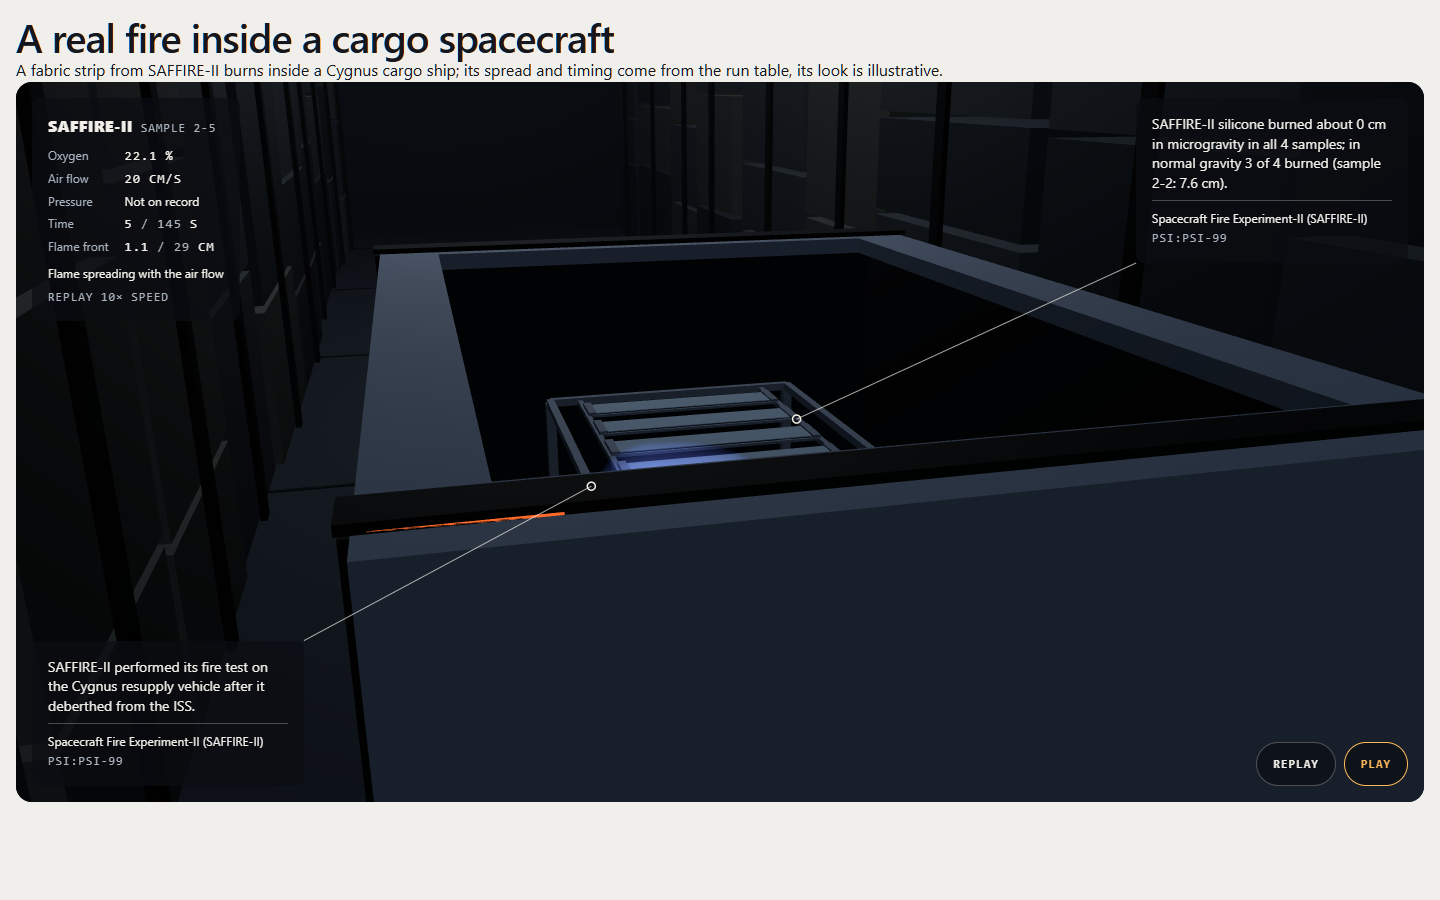 A real fire inside a cargo spacecraft
A fabric strip from SAFFIRE-II burns inside a Cygnus cargo ship; its spread and timing come from the run table, its look is illustrative.
SAFFIRE-II SAMPLE 2-5
Oxygen 22.1 %
Air flow 20 CM/S
Pressure Not on record
Time 5 / 145 S
Flame front 1.1 / 29 CM
Flame spreading with the air flow
REPLAY 10× SPEED
SAFFIRE-II silicone burned about 0 cm
in microgravity in all 4 samples; in
normal gravity 3 of 4 burned (sample
2-2: 7.6 cm).
Spacecraft Fire Experiment-II (SAFFIRE-II)
PSI:PSI-99
SAFFIRE-II performed its fire test on
the Cygnus resupply vehicle after it
deberthed from the ISS.
Spacecraft Fire Experiment-II (SAFFIRE-II)
PSI:PSI-99
REPLAY PLAY